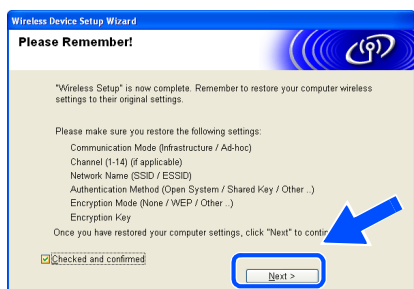 Wireless Device Setup Wizard
Please Remember!
"Wireless Setup" is now complete. Remember to restore your computer wireless
settings to their original settings.
Please make sure you restore the following settings:
Communication Mode (Infrastructure / Ad-hoc)
Channel (1-14) (if applicable)
Network Name (SSID / ESSID)
Authentication Method (Open System / Shared Key / Other ..)
Encryption Mode (None / WEP / Other ..)
Encryption Key
Once you have restored your computer settings, click "Next" to
Checked and confirmed
Next >